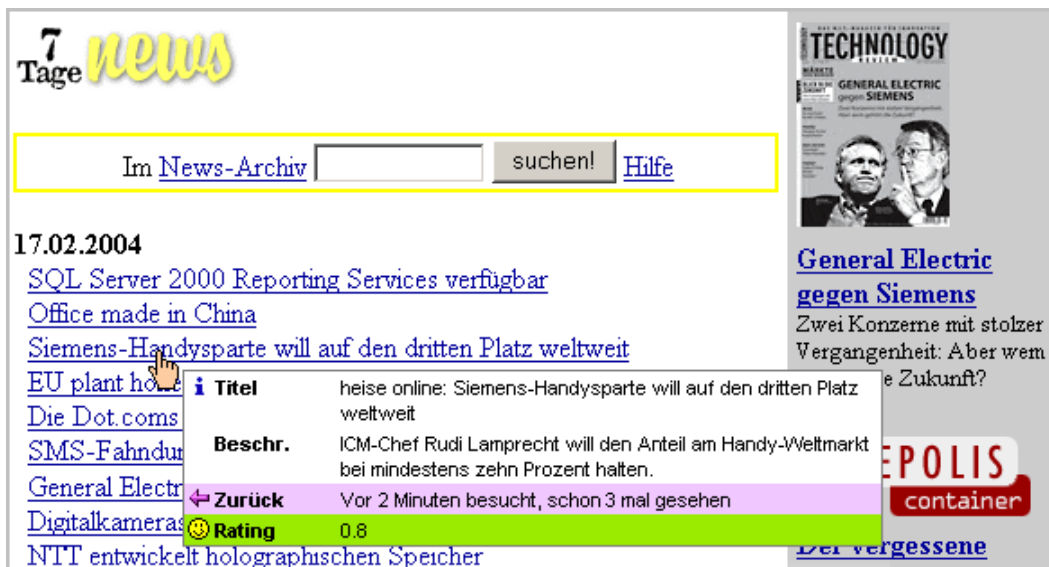 7
Tage news
Im News-Archiv suchen! Hilfe
17.02.2004
SQL Server 2000 Reporting Services verfügbar
Office made in China
Siemens-Handysparte will auf den dritten Platz weltweit
EU plant
Die Dot.coms
SMS-Fahndu
General Electr
Digitalkameras
NTT entwickelt holographischen Speicher
Titel heise online: Siemens-Handysparte will auf den dritten Platz
weltweit
Beschr. ICM-Chef Rudi Lamprecht will den Anteil am Handy-Weltmarkt
bei mindestens zehn Prozent halten.
Zurück Vor 2 Minuten besucht, schon 3 mal gesehen
Rating 0.8
TECHNOLOGY
REVIEW
GENERAL ELECTRIC
gegen SIEMENS
General Electric
gegen Siemens
Zwei Konzerne mit stolzer
Vergangenheit: Aber wem
e Zukunft?
EPOLIS
container
Der vergessene